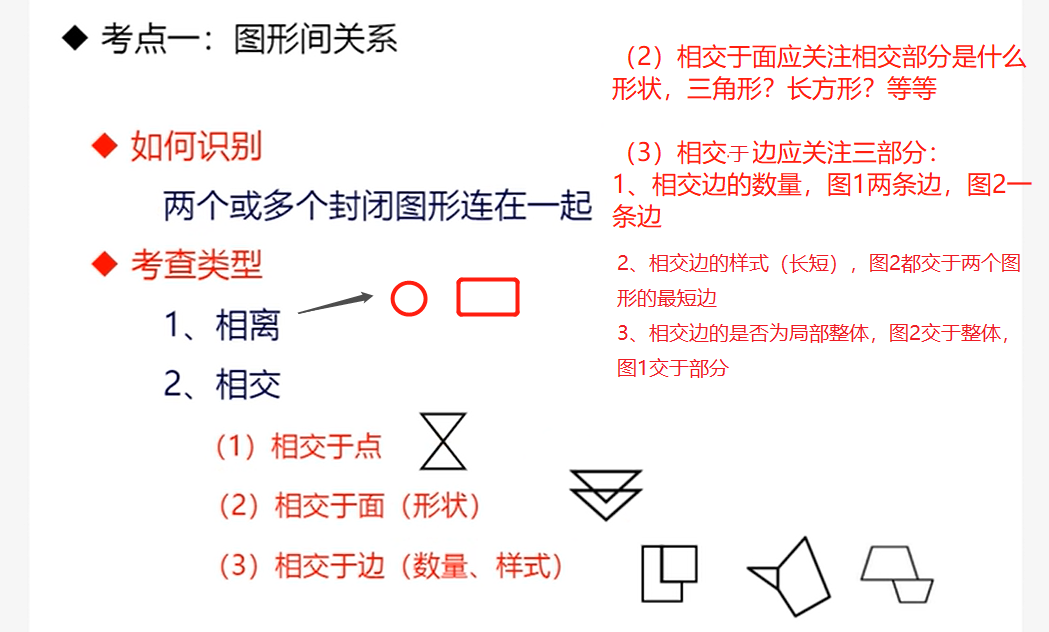 ◆ 考点一：图形间关系
◆ 如何识别
两个或多个封闭图形连在一起
◆ 考查类型
1、相离
2、相交
（1）相交于点
（2）相交于面（形状）
（3）相交于边（数量、样式）
（2）相交于面应关注相交部分是什么
形状，三角形？长方形？等等
（3）相交于边应关注三部分：
1、相交边的数量，图1两条边，图2一
条边
2、相交边的样式（长短），图2都交于两个图
形的最短边
3、相交边的是否为局部整体，图2交于整体，
图1交于部分